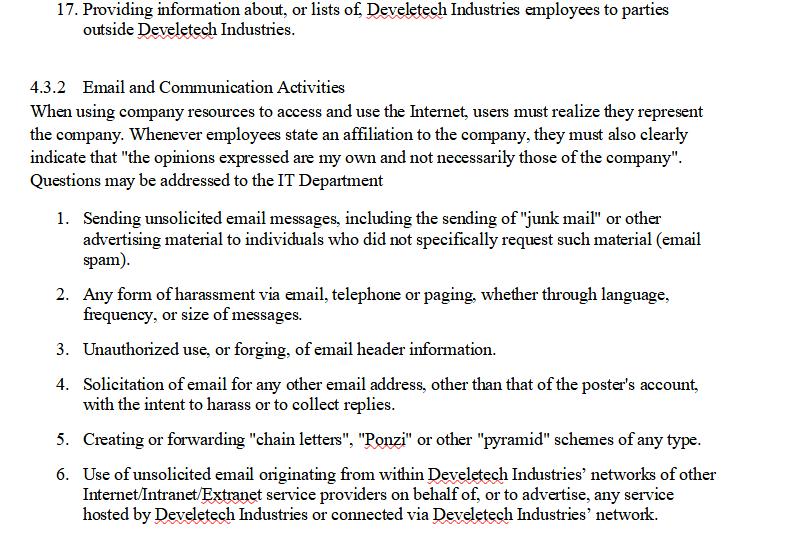 17. Providing information about, or lists of, Develetech Industries employees to parties
outside Develetech Industries.
4.3.2 Email and Communication Activities
When using company resources to access and use the Internet, users must realize they represent
the company. Whenever employees state an affiliation to the company, they must also clearly
indicate that "the opinions expressed are my own and not necessarily those of the company".
Questions may be addressed to the IT Department
1. Sending unsolicited email messages, including the sending of "junk mail" or other
advertising material to individuals who did not specifically request such material (email
spam).
2. Any form of harassment via email, telephone or paging, whether through language,
frequency, or size of messages.
3. Unauthorized use, or forging, of email header information.
4. Solicitation of email for any other email address, other than that of the poster's account,
with the intent to harass or to collect replies.
5. Creating or forwarding "chain letters", "Ponzi" or other "pyramid" schemes of any type.
6. Use of unsolicited email originating from within Develetech Industries’ networks of other
Internet/Intranet/Extranet service providers on behalf of, or to advertise, any service
hosted by Develetech Industries or connected via Develetech Industries’ network.